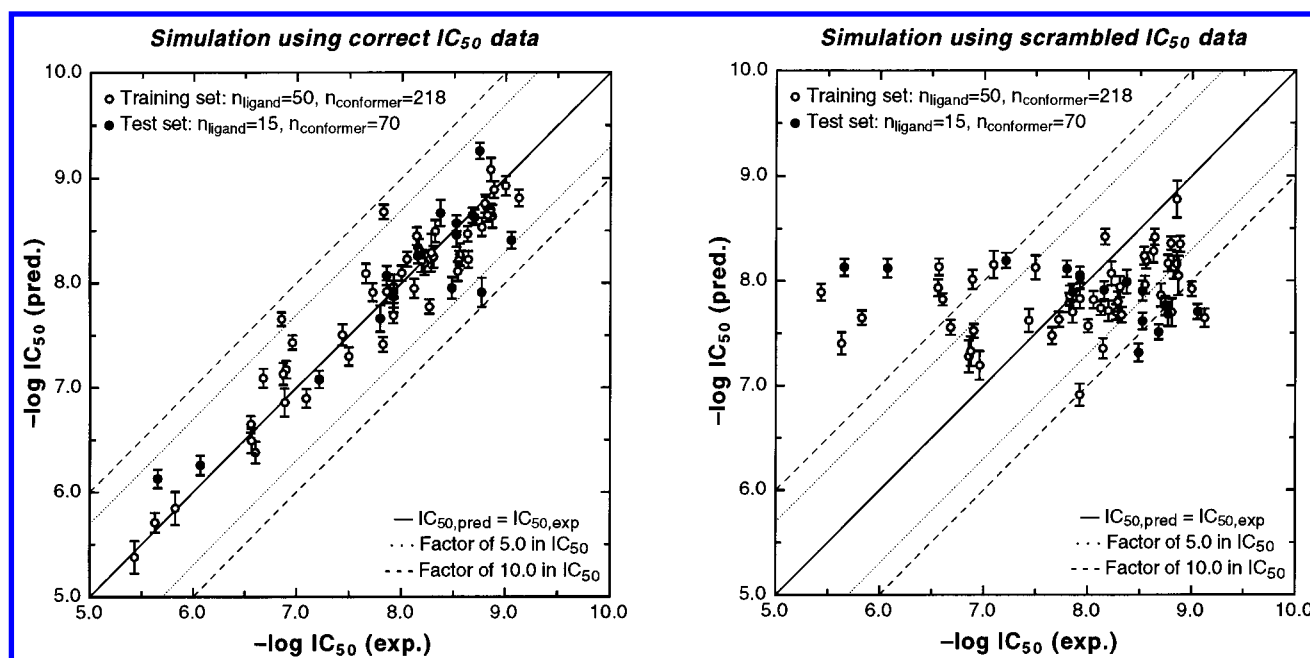 Simulation using correct IC50 data
10.0
9.0
8.0
7.0
6.0
5.0
−log IC50 (pred.)
Training set: nligand=50, nconformer=218
Test set: nligand=15, nconformer=70
IC50,pred = IC50,exp
Factor of 5.0 in IC50
Factor of 10.0 in IC50
5.0 6.0 7.0 8.0 9.0 10.0
−log IC50 (exp.)
Simulation using scrambled IC50 data
10.0
9.0
8.0
7.0
6.0
5.0
−log IC50 (pred.)
Training set: nligand=50, nconformer=218
Test set: nligand=15, nconformer=70
IC50,pred = IC50,exp
Factor of 5.0 in IC50
Factor of 10.0 in IC50
5.0 6.0 7.0 8.0 9.0 10.0
−log IC50 (exp.)